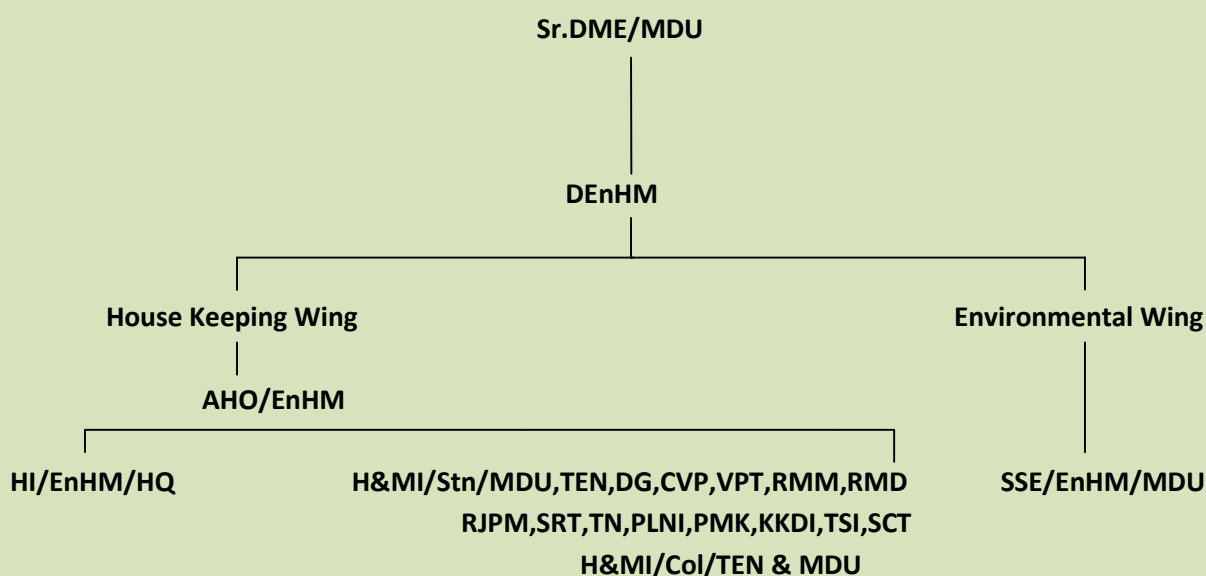 Sr.DME/MDU
DEnHM
House Keeping Wing
Environmental Wing
AHO/EnHM
HI/EnHM/HQ
H&MI/Stn/MDU,TEN,DG,CVP,VPT,RMM,RMD
RJPM,SRT,TN,PLNI,PMK,KKDI,TSI,SCT
H&MI/Col/TEN & MDU
SSE/EnHM/MDU